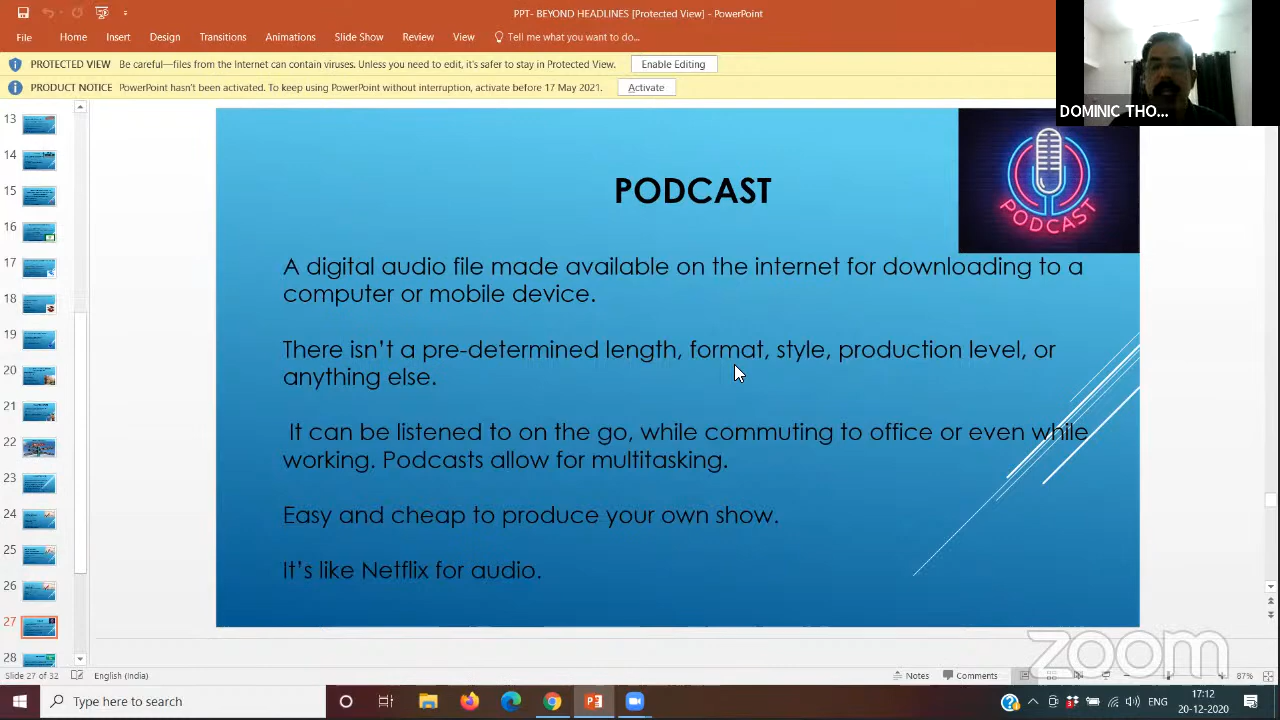 PPT- BEYOND HEADLINES [Protected View] - PowerPoint
File Home Insert Design Transitions Animations Slide Show Review View Tell me what you want to do...
PROTECTED VIEW Be careful—files from the Internet can contain viruses. Unless you need to edit, it's safer to stay in Protected View. Enable Editing
PRODUCT NOTICE PowerPoint hasn't been activated. To keep using PowerPoint without interruption, activate before 17 May 2021. Activate
DOMINIC THO...
13
14
15
16
17
18
19
20
21
22
23
24
25
26
27
28
PODCAST
PODCAST
A digital audio file made available on the internet for downloading to a
computer or mobile device.
There isn't a pre-determined length, format, style, production level, or
anything else.
It can be listened to on the go, while commuting to office or even while
working. Podcasts allow for multitasking.
Easy and cheap to produce your own show.
It's like Netflix for audio.
zoom
Slide 27 of 32 English (India) Notes Comments 87%
Type here to search ENG 17:12
20-12-2020